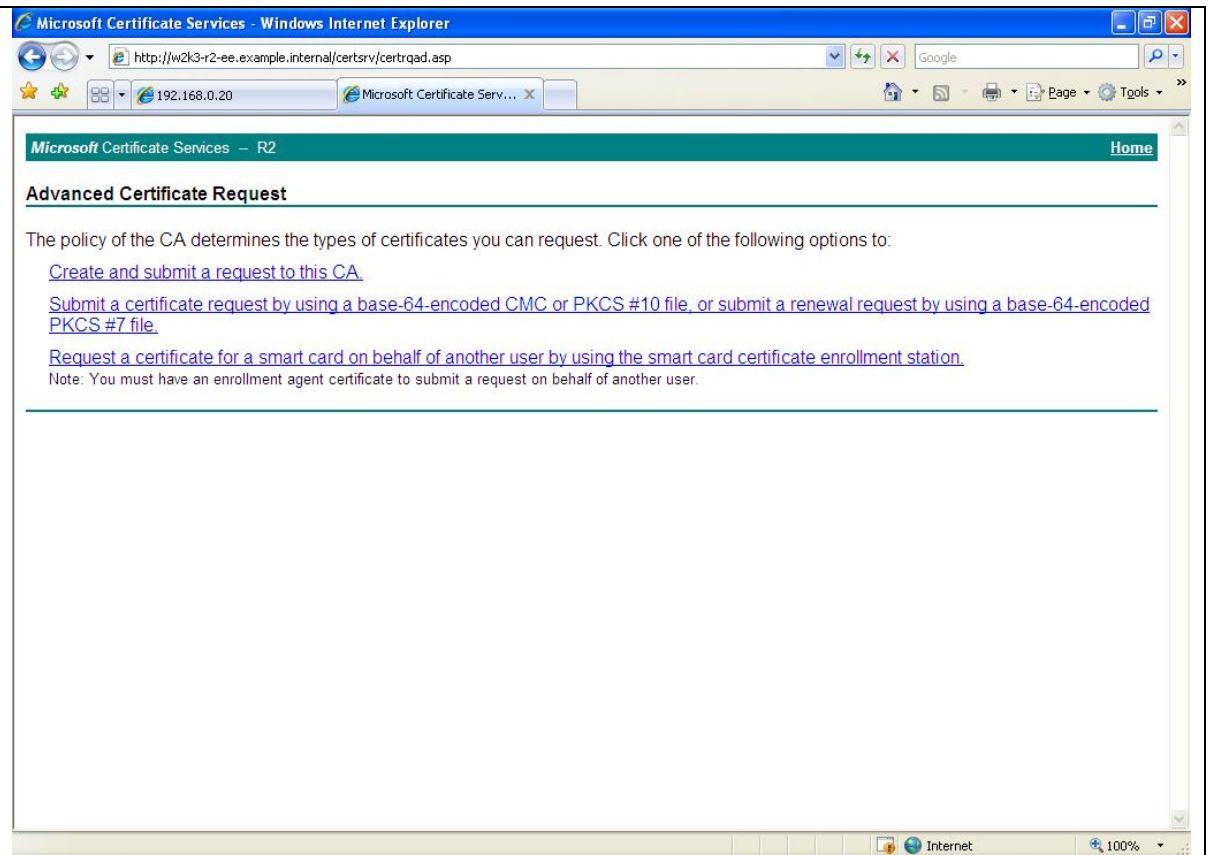 Microsoft Certificate Services - Windows Internet Explorer
http://w2k3-r2-ee.example.internal/certsrv/certrqad.asp
Google
192.168.0.20
Microsoft Certificate Serv...
Page
Tools
Microsoft Certificate Services -- R2
Home
Advanced Certificate Request
The policy of the CA determines the types of certificates you can request. Click one of the following options to:
Create and submit a request to this CA.
Submit a certificate request by using a base-64-encoded CMC or PKCS #10 file, or submit a renewal request by using a base-64-encoded
PKCS #7 file.
Request a certificate for a smart card on behalf of another user by using the smart card certificate enrollment station.
Note: You must have an enrollment agent certificate to submit a request on behalf of another user.
Internet
100%